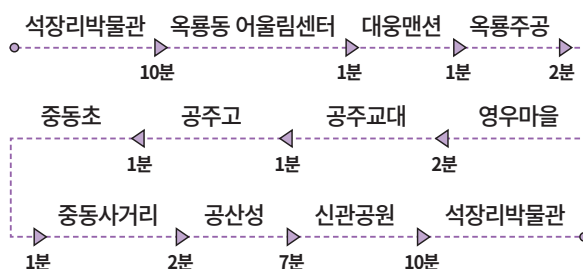 석장리박물관 옥룡동 어울림센터 대웅맨션 옥룡주공
10분 1분 1분 2분
중동초 공주고 공주교대 영우마을
1분 1분 2분
중동사거리 공산성 신관공원 석장리박물관
1분 2분 7분 10분